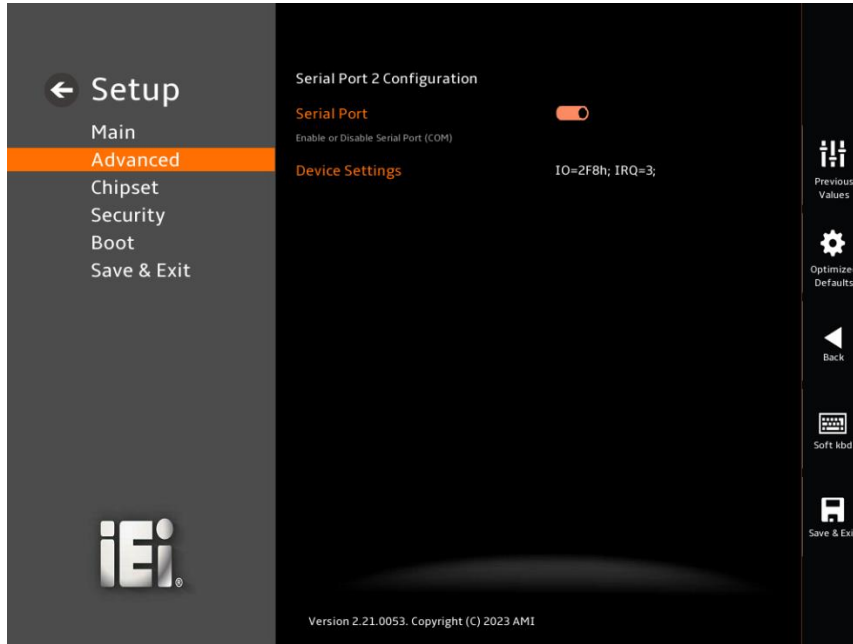 Setup
Main
Advanced
Chipset
Security
Boot
Save & Exit
iEi®
Serial Port 2 Configuration
Serial Port
Enable or Disable Serial Port (COM)
Device Settings IO=2F8h; IRQ=3;
Version 2.21.0053. Copyright (C) 2023 AMI
Previous
Values
Optimize
Defaults
Back
Soft kbd
Save & Exi